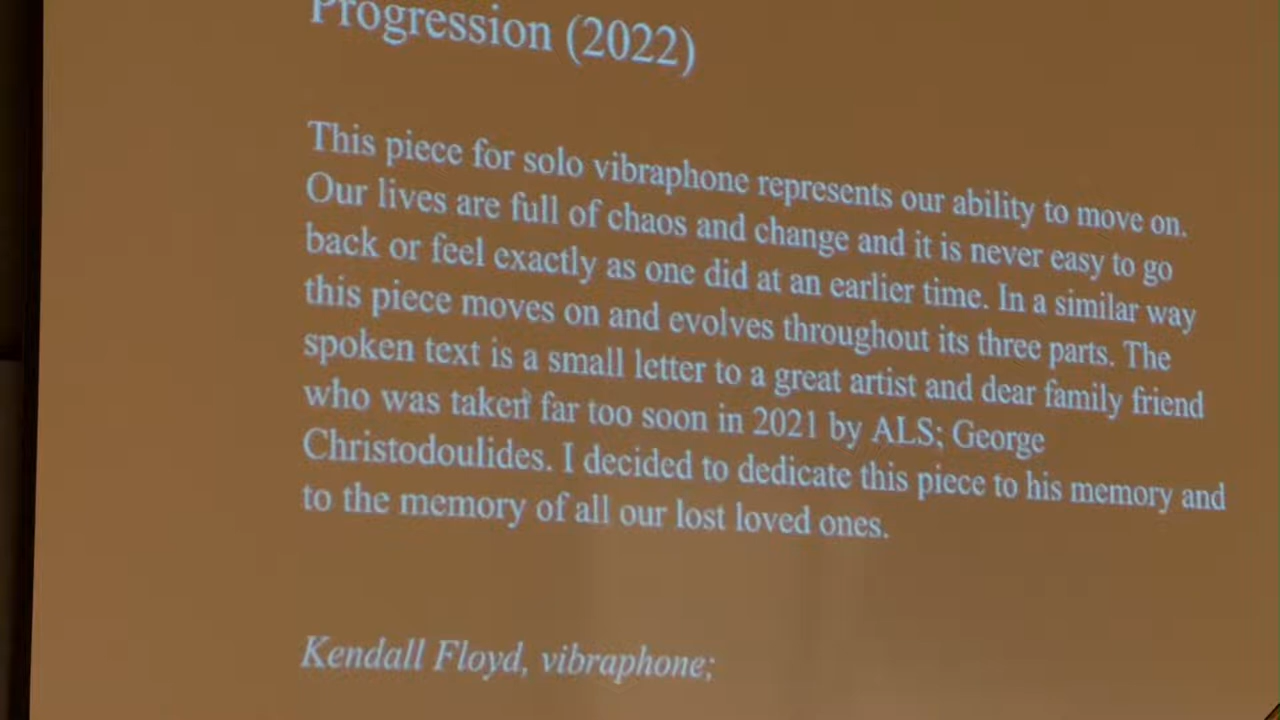 Progression (2022)
This piece for solo vibraphone represents our ability to move on.
Our lives are full of chaos and change and it is never easy to go
back or feel exactly as one did at an earlier time. In a similar way
this piece moves on and evolves throughout its three parts. The
spoken text is a small letter to a great artist and dear family friend
who was taken far too soon in 2021 by ALS; George
Christodoulides. I decided to dedicate this piece to his memory and
to the memory of all our lost loved ones.
Kendall Floyd, vibraphone;